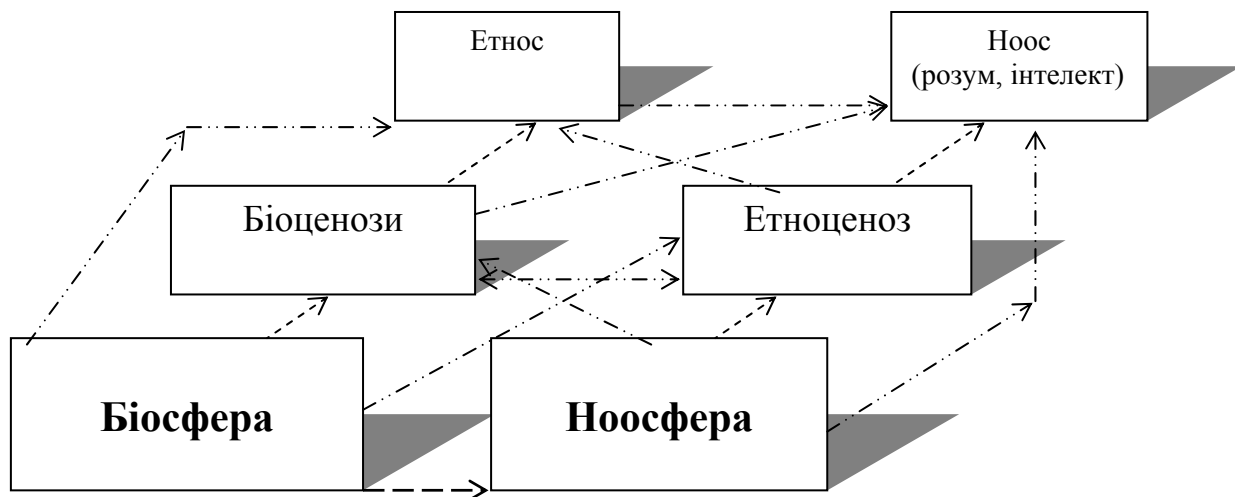 Етнос
Ноос
(розум, інтелект)
Біоценози
Етноценоз
Біосфера
Ноосфера